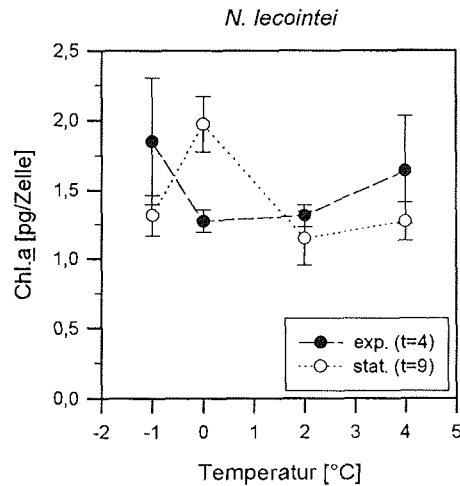 N. lecointei
2,5
2,0
1,5
1,0
0,5
0,0
Chl.a [pg/Zelle]
exp. (t=4)
stat. (t=9)
-2 -1 0 1 2 3 4 5
Temperatur [°C]